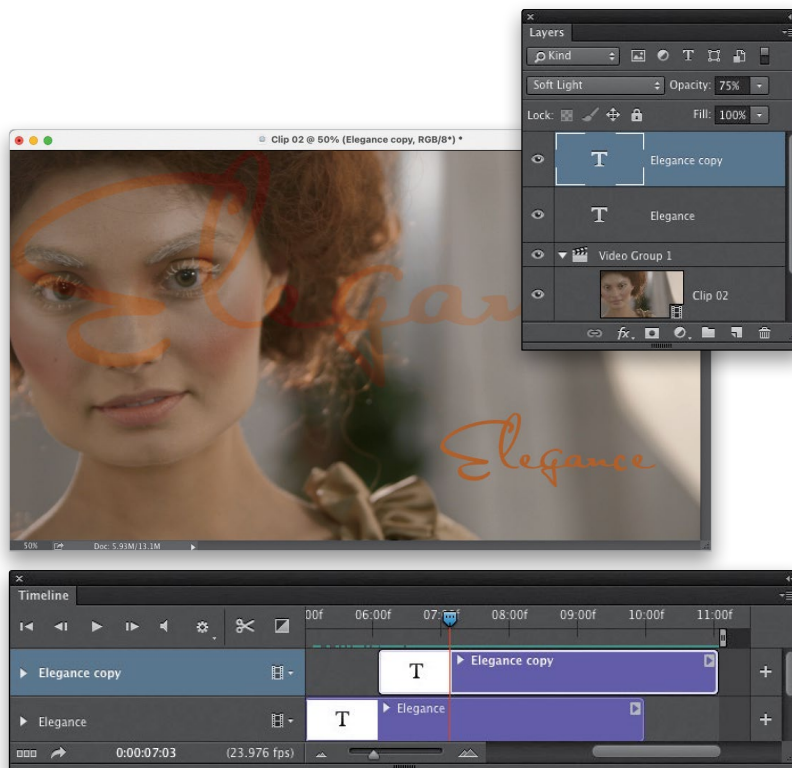 Layers
Kind
T
Soft Light
Opacity: 75%
Lock:
Fill: 100%
T Elegance copy
T Elegance
Video Group 1
Clip 02
fx
Clip 02 @ 50% (Elegance copy, RGB/8*) *
Elegance
Elegance
50%
Doc: 5.93M/13.1M
Timeline
00f 06:00f 07: 08:00f 09:00f 10:00f 11:00f
Elegance copy
T Elegance copy
Elegance
T Elegance
0:00:07:03
(23.976 fps)